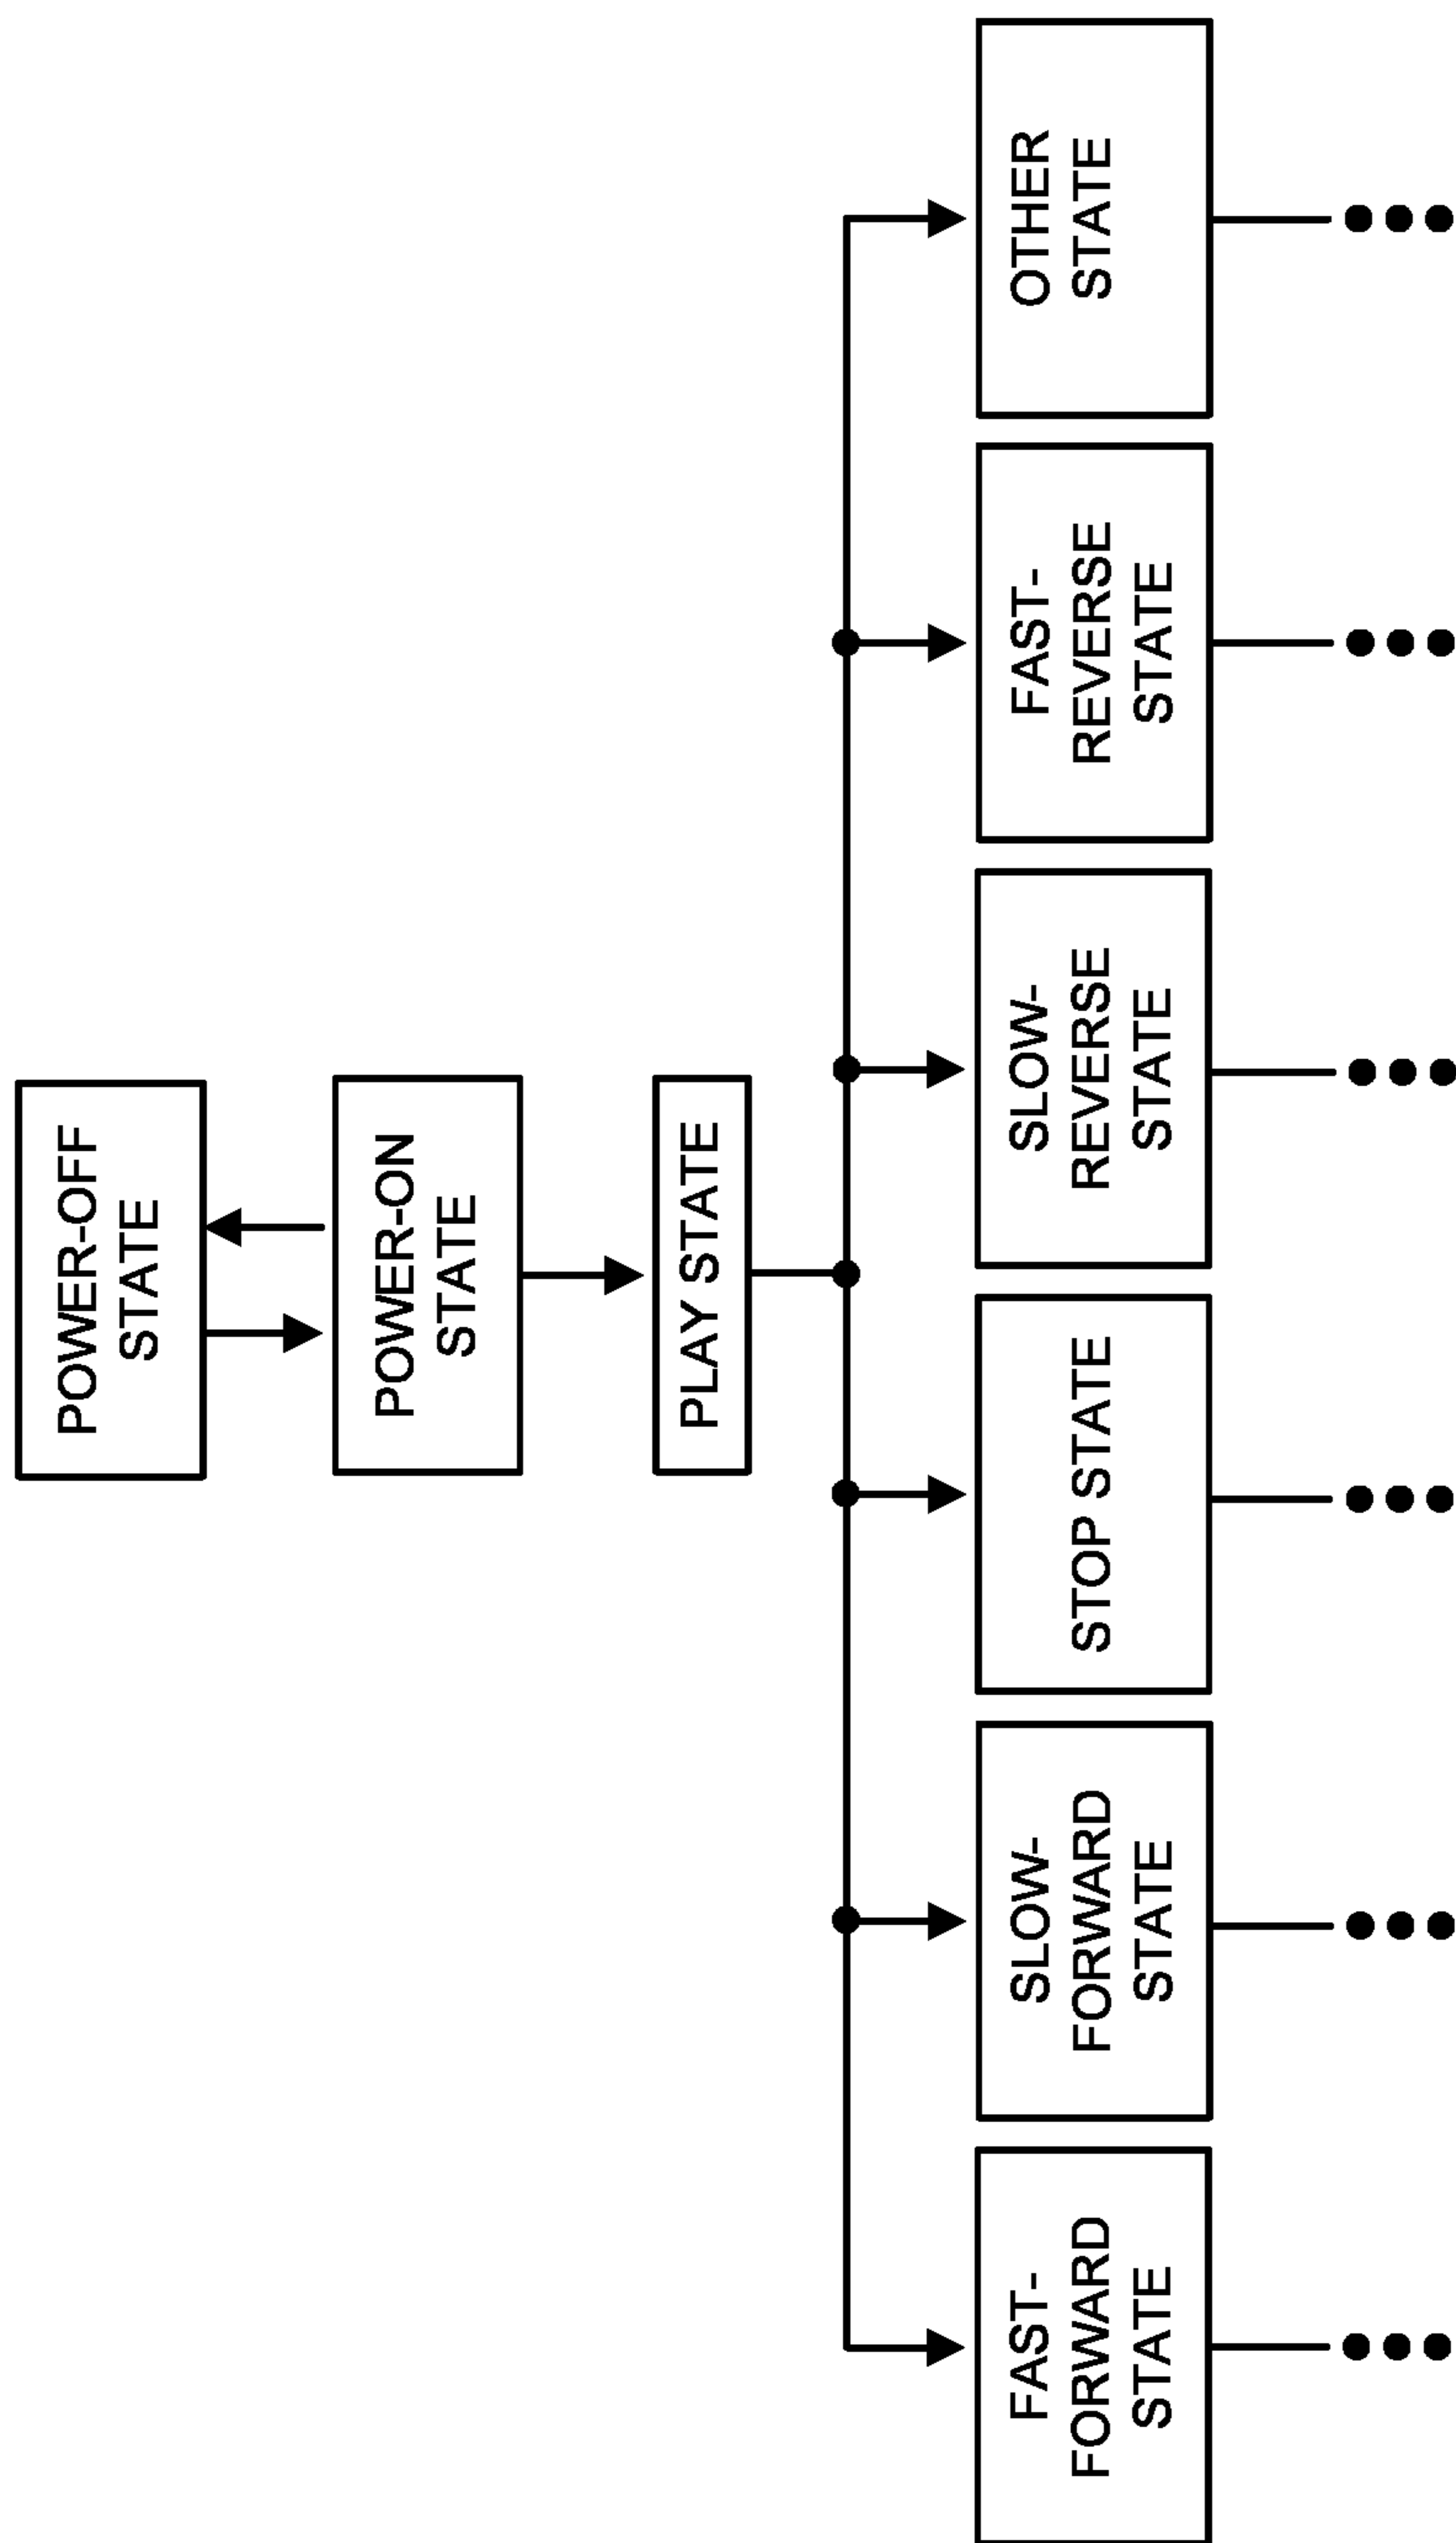 POWER-OFF
STATE
POWER-ON
STATE
PLAY STATE
FAST-
FORWARD
STATE
SLOW-
FORWARD
STATE
STOP STATE
SLOW-
REVERSE
STATE
FAST-
REVERSE
STATE
OTHER
STATE